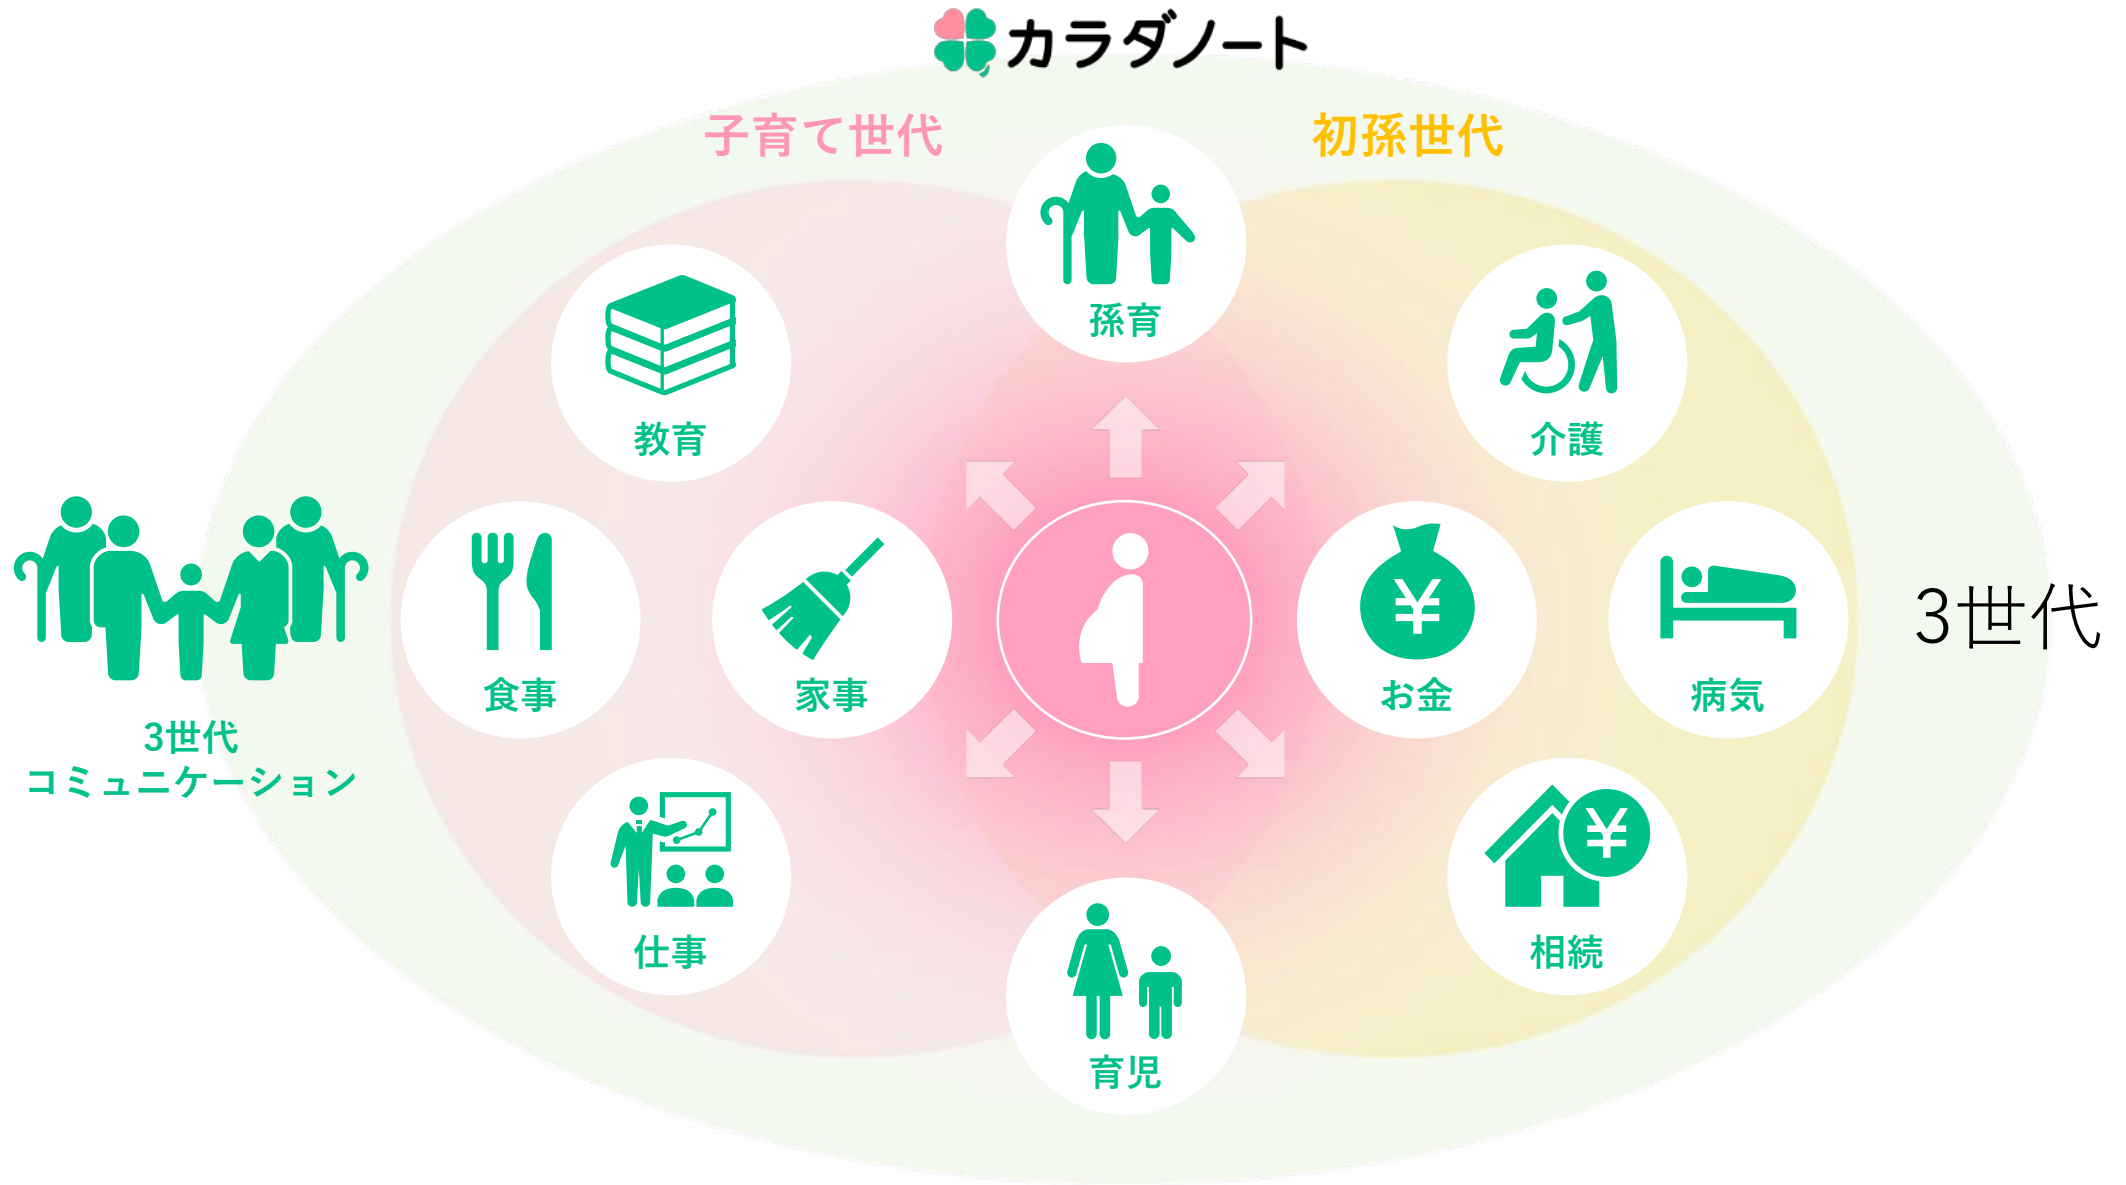 カラダノート
子育て世代
初孫世代
孫育
教育
介護
食事
家事
¥
お金
病気
3世代
3世代
コミュニケーション
仕事
¥
相続
育児